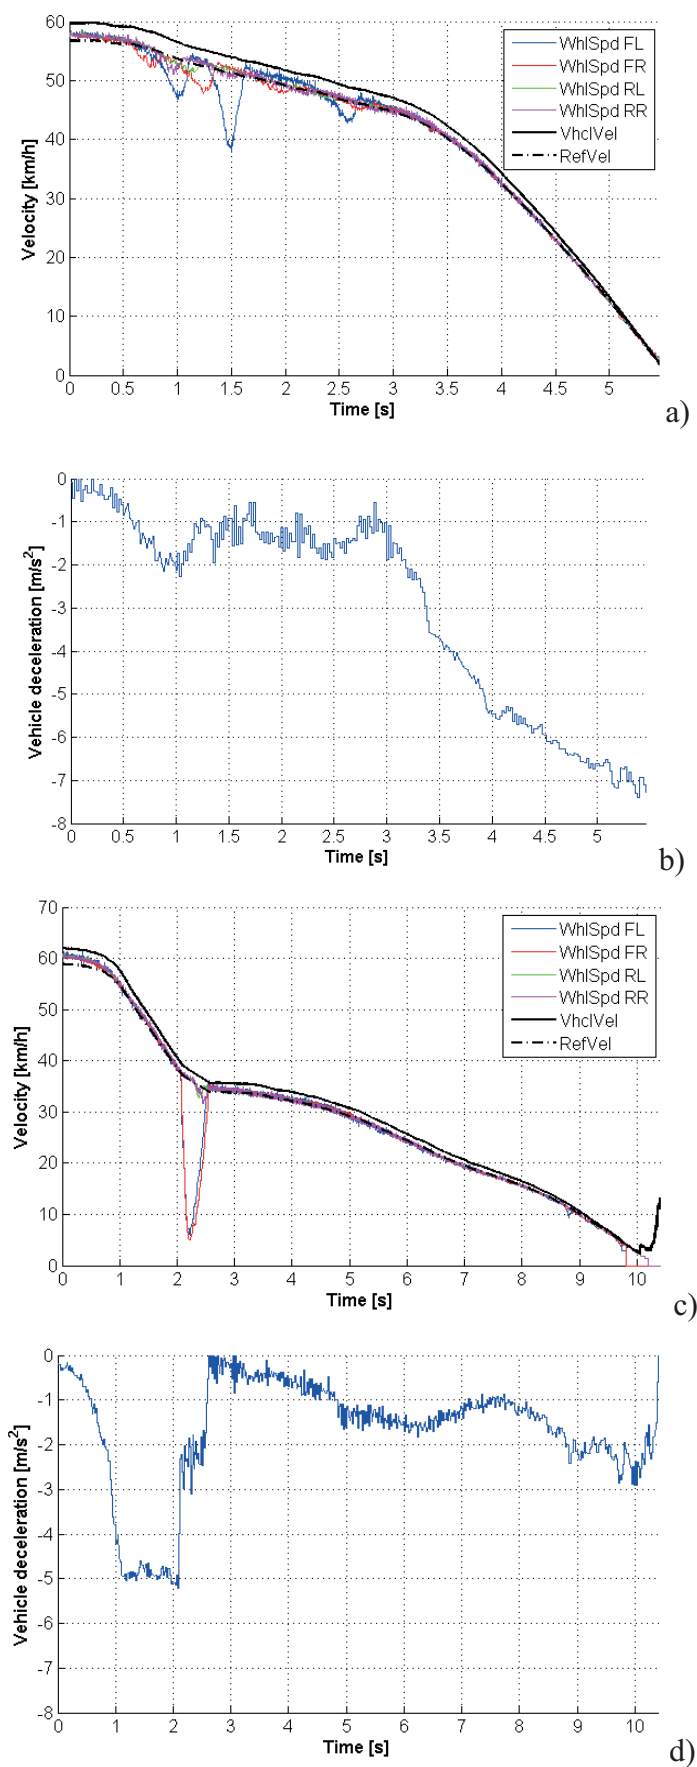 60
50
40
30
20
10
0
Velocity [km/h]
WhlSpd FL
WhlSpd FR
WhlSpd RL
WhlSpd RR
VhclVel
RefVel
0 0.5 1 1.5 2 2.5 3 3.5 4 4.5 5
Time [s]
a)
0
-1
-2
-3
-4
-5
-6
-7
-8
Vehicle deceleration [m/s2]
0 0.5 1 1.5 2 2.5 3 3.5 4 4.5 5
Time [s]
b)
70
60
50
40
30
20
10
0
Velocity [km/h]
WhlSpd FL
WhlSpd FR
WhlSpd RL
WhlSpd RR
VhclVel
RefVel
0 1 2 3 4 5 6 7 8 9 10
Time [s]
c)
0
-1
-2
-3
-4
-5
-6
-7
-8
Vehicle deceleration [m/s2]
0 1 2 3 4 5 6 7 8 9 10
Time [s]
d)